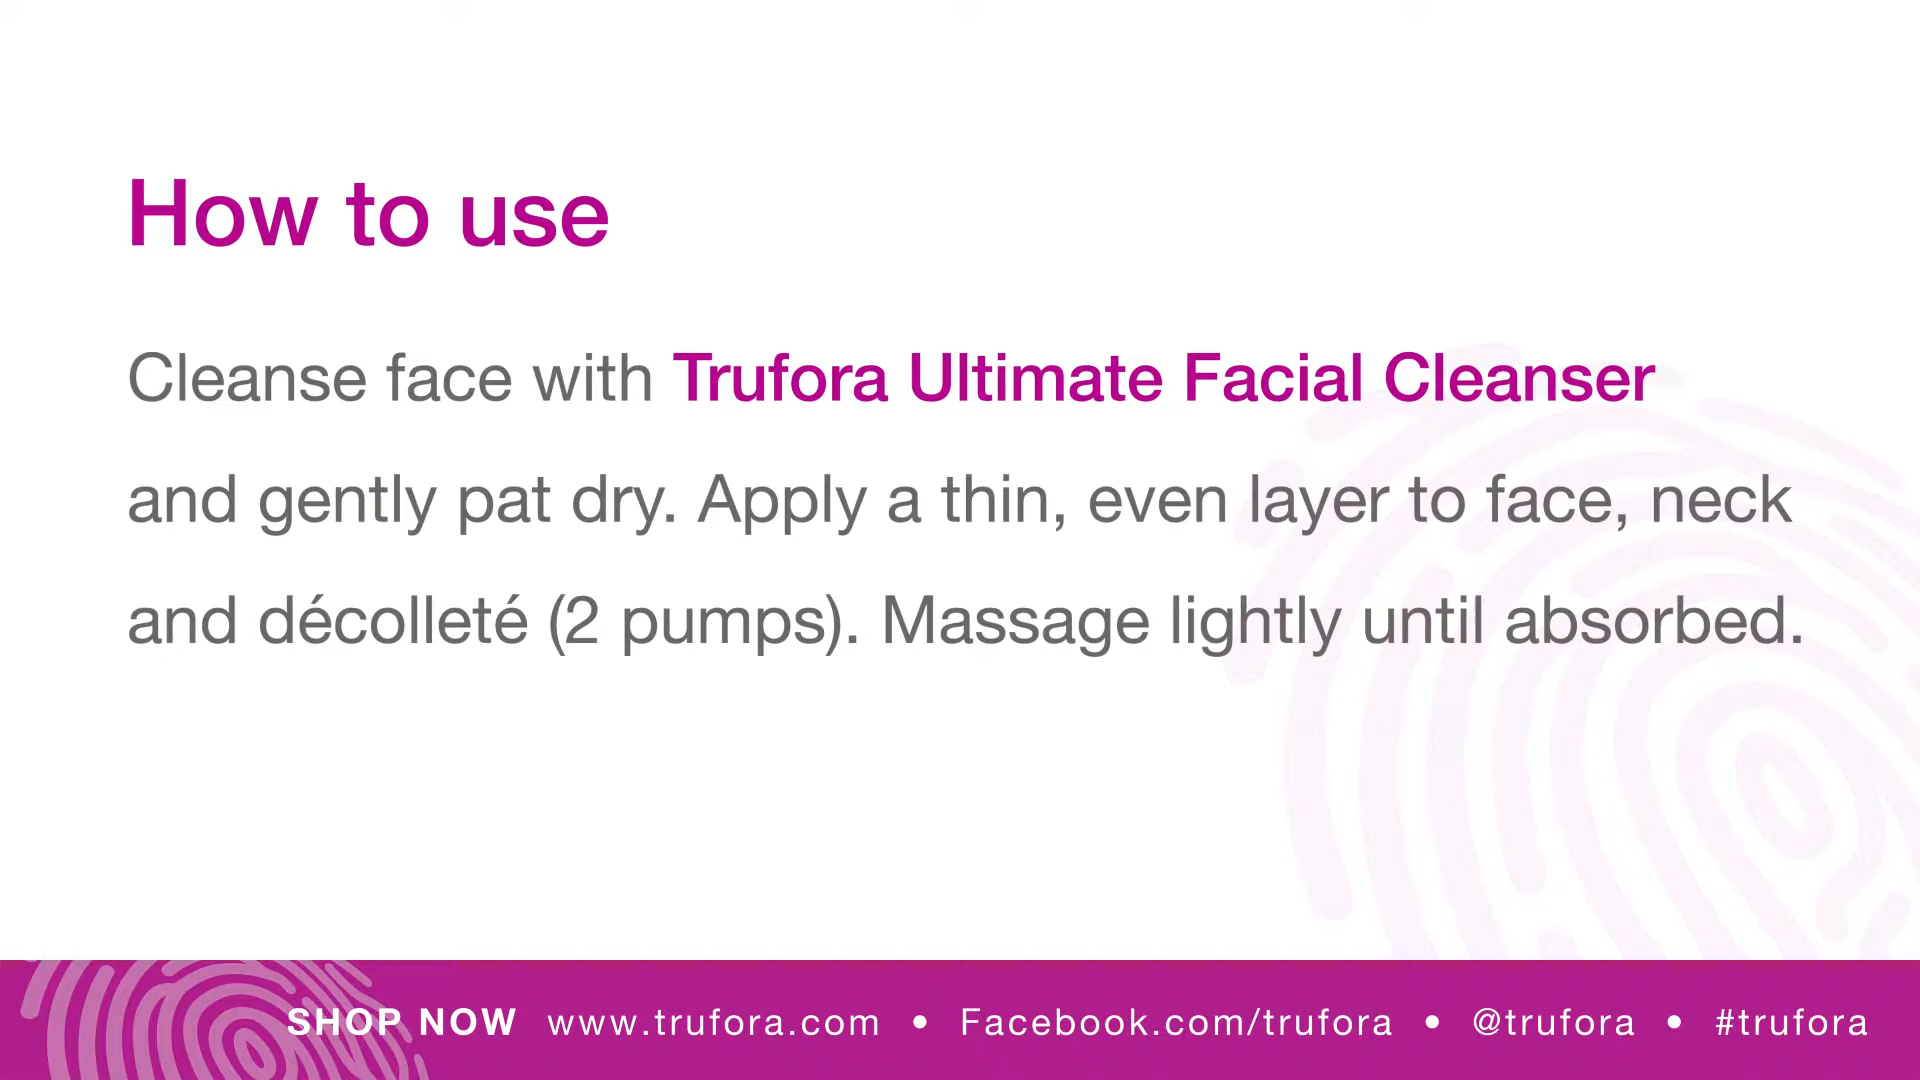 How to use
Cleanse face with Trufora Ultimate Facial Cleanser
and gently pat dry. Apply a thin, even layer to face, neck
and décolleté (2 pumps). Massage lightly until absorbed.
SHOP NOW www.trufora.com • Facebook.com/trufora • @trufora • #trufora